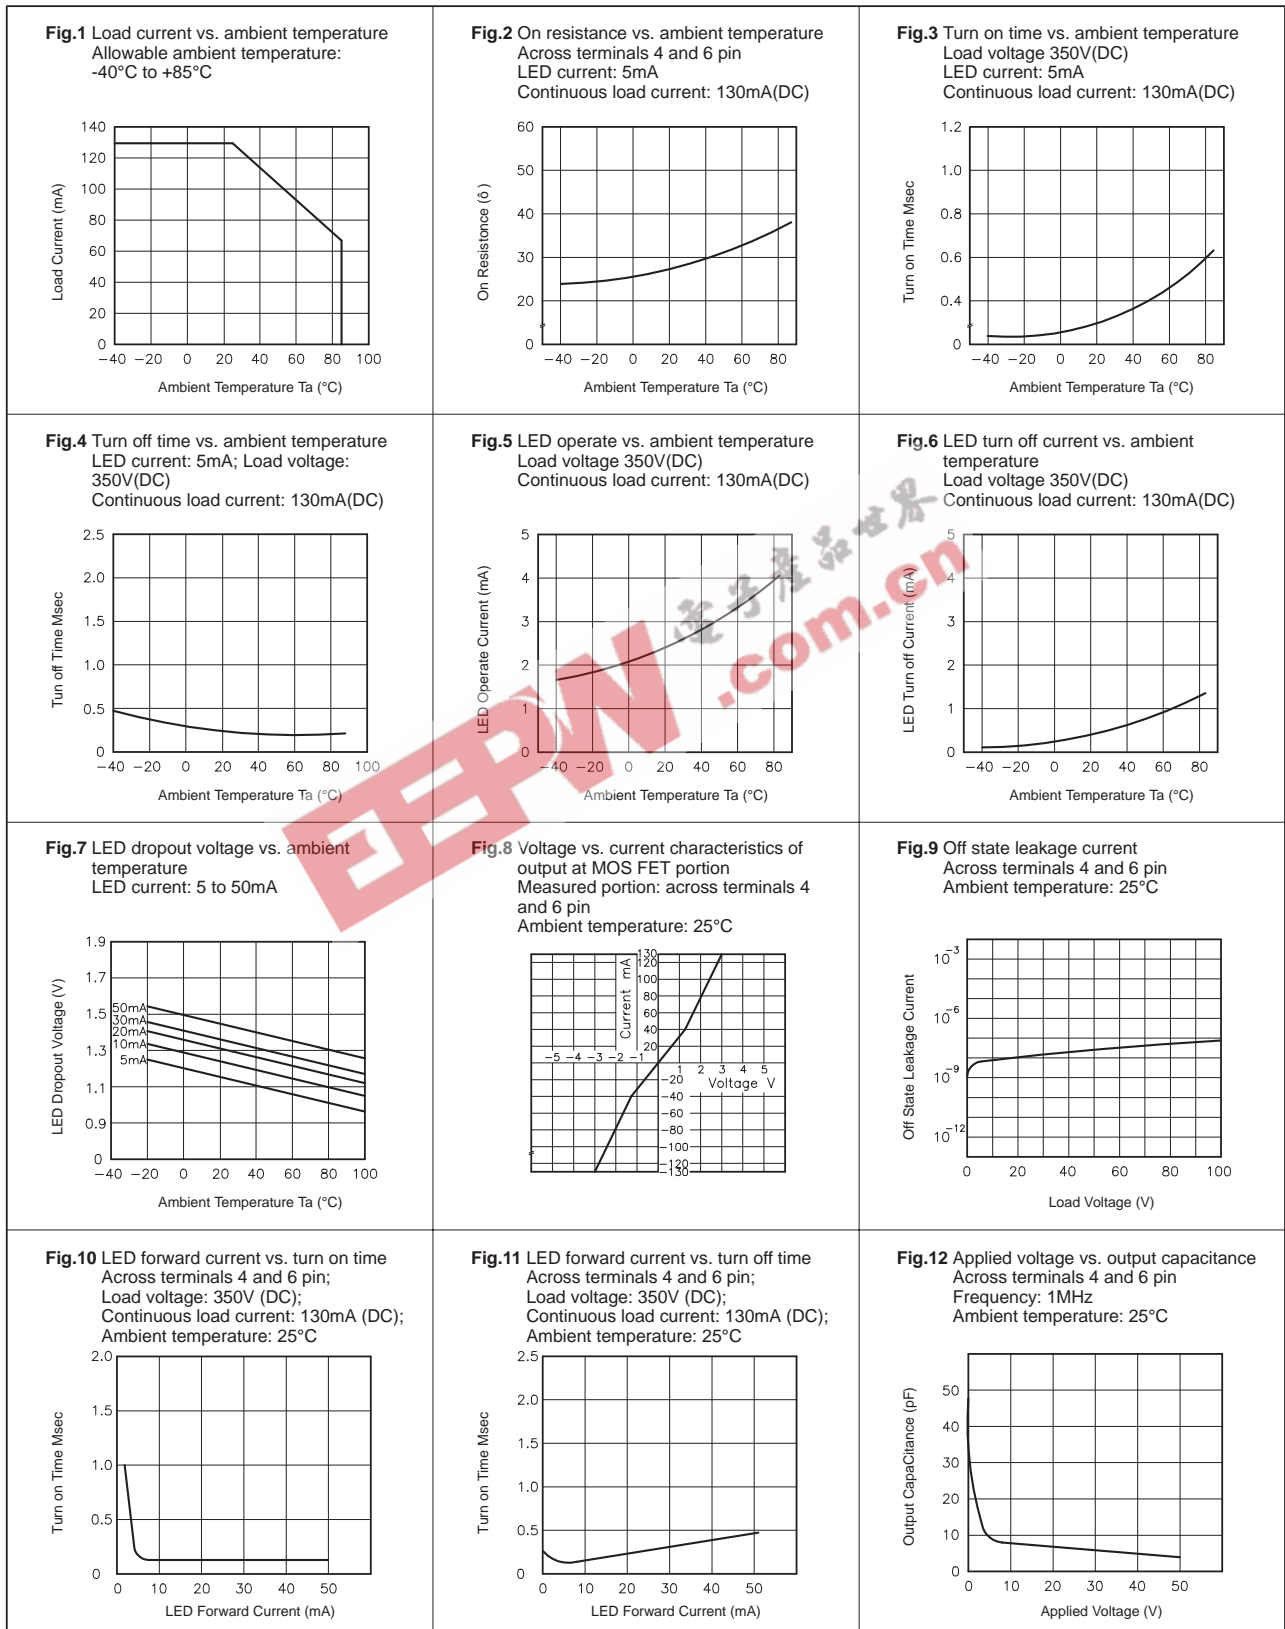 Fig.1 Load current vs. ambient temperature
Allowable ambient temperature:
-40°C to +85°C
140
120
100
80
60
40
20
0
Load Current (mA)
−40 −20 0 20 40 60 80 100
Ambient Temperature Ta (°C)
Fig.2 On resistance vs. ambient temperature
Across terminals 4 and 6 pin
LED current: 5mA
Continuous load current: 130mA(DC)
60
50
40
30
20
0
On Resistonce (ô )
−40 −20 0 20 40 60 80
Ambient Temperature Ta (°C)
Fig.3 Turn on time vs. ambient temperature
Load voltage 350V(DC)
LED current: 5mA
Continuous load current: 130mA(DC)
1.2
1.0
0.8
0.6
0.4
0
Turn on Time Msec
−40 −20 0 20 40 60 80
Ambient Temperature Ta (°C)
Fig.4 Turn off time vs. ambient temperature
LED current: 5mA; Load voltage:
350V(DC)
Continuous load current: 130mA(DC)
2.5
2.0
1.5
1.0
0.5
0
Tun off Time Msec
−40 −20 0 20 40 60 80 100
Ambient Temperature Ta (°C)
Fig.5 LED operate vs. ambient temperature
Load voltage 350V(DC)
Continuous load current: 130mA(DC)
5
4
3
2
1
0
LED Operate Current (mA)
−40 −20 0 20 40 60 80
Ambient Temperature Ta (°C)
Fig.6 LED turn off current vs. ambient
temperature
Load voltage 350V(DC)
Continuous load current: 130mA(DC)
5
4
3
2
1
0
LED Turn off Current (mA)
−40 −20 0 20 40 60 80
Ambient Temperature Ta (°C)
EEPW
電子產品世界
.com.cn
Fig.7 LED dropout voltage vs. ambient
temperature
LED current: 5 to 50mA
1.9
1.7
1.5
1.3
1.1
0.9
0
LED Dropout Voltage (V)
50mA
30mA
20mA
10mA
5mA
−40 −20 0 20 40 60 80 100
Ambient Temperature Ta (°C)
Fig.8 Voltage vs. current characteristics of
output at MOS FET portion
Measured portion: across terminals 4
and 6 pin
Ambient temperature: 25°C
130
120
100
80
60
40
20
Current mA
−5 −4 −3 −2 −1
1 2 3 4 5
Voltage V
−20
−40
−60
−80
−100
−120
−130
Fig.9 Off state leakage current
Across terminals 4 and 6 pin
Ambient temperature: 25°C
10−3
10−6
10−9
10−12
Off State Leakage Current
0 20 40 60 80 100
Load Voltage (V)
Fig.10 LED forward current vs. turn on time
Across terminals 4 and 6 pin;
Load voltage: 350V (DC);
Continuous load current: 130mA (DC);
Ambient temperature: 25°C
2.0
1.5
1.0
0.5
0
Turn on Time Msec
0 10 20 30 40 50
LED Forward Current (mA)
Fig.11 LED forward current vs. turn off time
Across terminals 4 and 6 pin;
Load voltage: 350V (DC);
Continuous load current: 130mA (DC);
Ambient temperature: 25°C
2.5
2.0
1.5
1.0
0.5
0
Turn on Time Msec
0 10 20 30 40 50
LED Forward Current (mA)
Fig.12 Applied voltage vs. output capacitance
Across terminals 4 and 6 pin
Frequency: 1MHz
Ambient temperature: 25°C
50
40
30
20
10
0
Output CapaCitance (pF)
0 10 20 30 40 50
Applied Voltage (V)